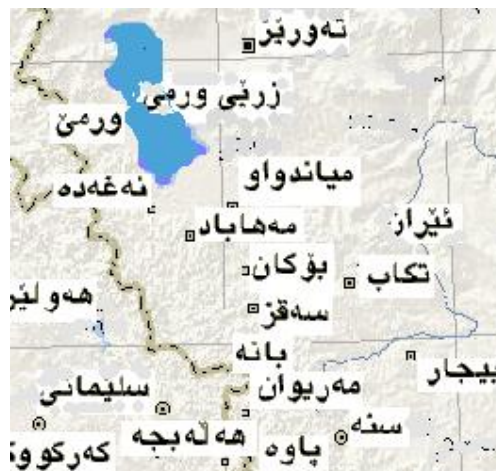 تەورێز
زرێی ورمێ
ورمێ
میاندواو
نەغەدە
ئێران
مەهاباد
بۆکان
تکاب
هەولێر
سەقز
بانە
بیجار
مەریوان
سلێمانی
سنە
هەڵەبجە
پاوە
کەرکووک